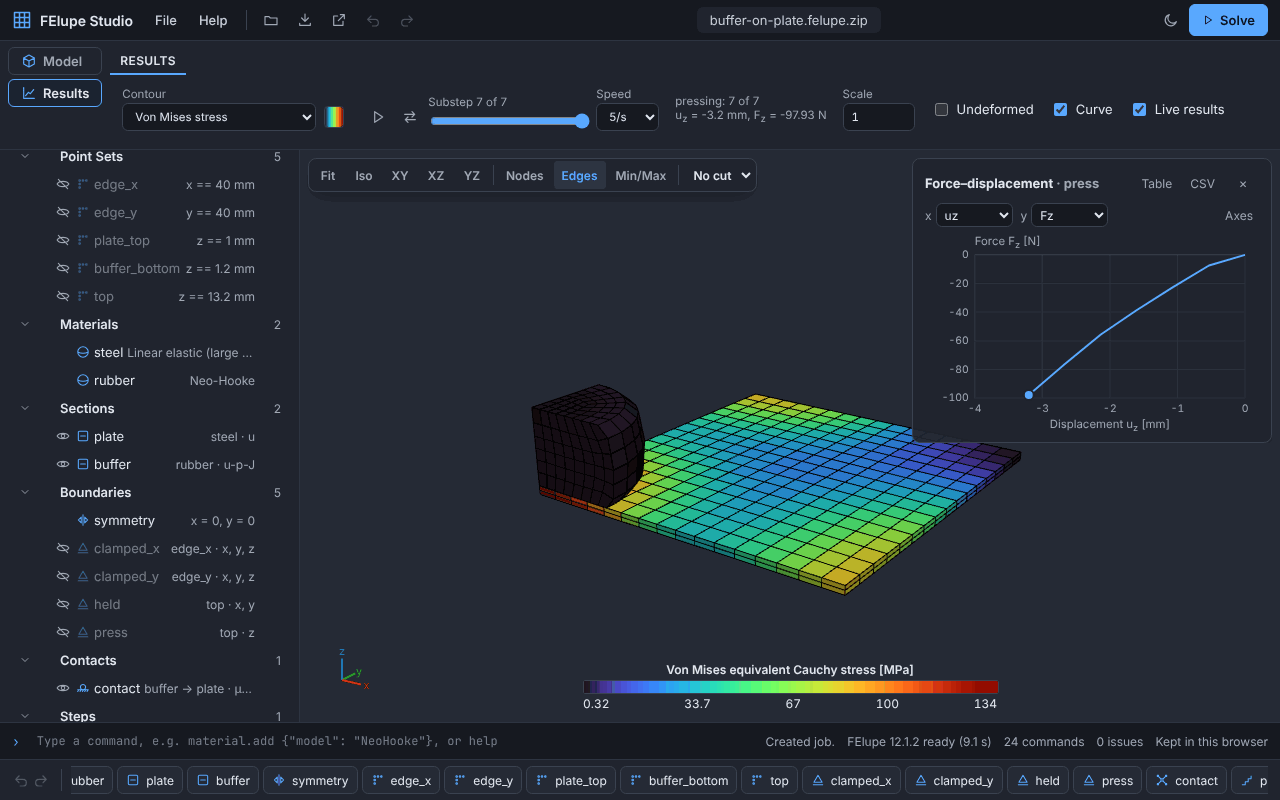 FElupe Studio File Help buffer-on-plate.felupe.zip Solve
Model RESULTS
Results
Contour Substep 7 of 7 Speed pressing: 7 of 7 Scale
Von Mises stress 5/s u_z = -3.2 mm, F_z = -97.93 N 1 Undeformed Curve Live results
Point Sets 5
edge_x x == 40 mm
edge_y y == 40 mm
plate_top z == 1 mm
buffer_bottom z == 1.2 mm
top z == 13.2 mm
Materials 2
steel Linear elastic (large ...
rubber Neo-Hooke
Sections 2
plate steel · u
buffer rubber · u-p-J
Boundaries 5
symmetry x = 0, y = 0
clamped_x edge_x · x, y, z
clamped_y edge_y · x, y, z
held top · x, y
press top · z
Contacts 1
contact buffer → plate · μ...
Steps 1
Fit Iso XY XZ YZ Nodes Edges Min/Max No cut
Force–displacement · press Table CSV ×
x uz y Fz Axes
Force F_z [N]
0
-20
-40
-60
-80
-100
-4 -3 -2 -1 0
Displacement u_z [mm]
z
y
x
Von Mises equivalent Cauchy stress [MPa]
0.32 33.7 67 100 134
Type a command, e.g. material.add {"model": "NeoHooke"}, or help Created job. FElupe 12.1.2 ready (9.1 s) 24 commands 0 issues Kept in this browser
ubber plate buffer symmetry edge_x edge_y plate_top buffer_bottom top clamped_x clamped_y held press contact p